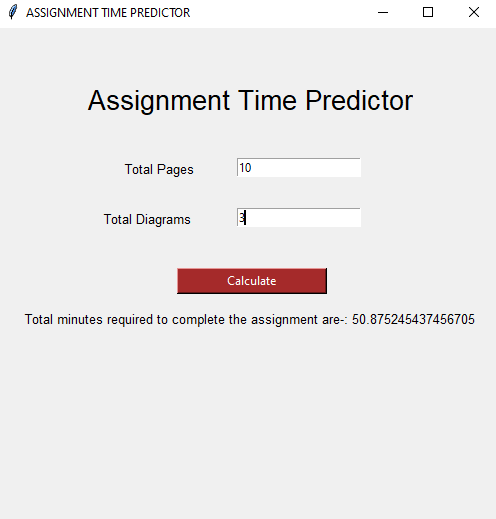 ASSIGNMENT TIME PREDICTOR
Assignment Time Predictor
Total Pages 10
Total Diagrams 3
Calculate
Total minutes required to complete the assignment are-: 50.875245437456705